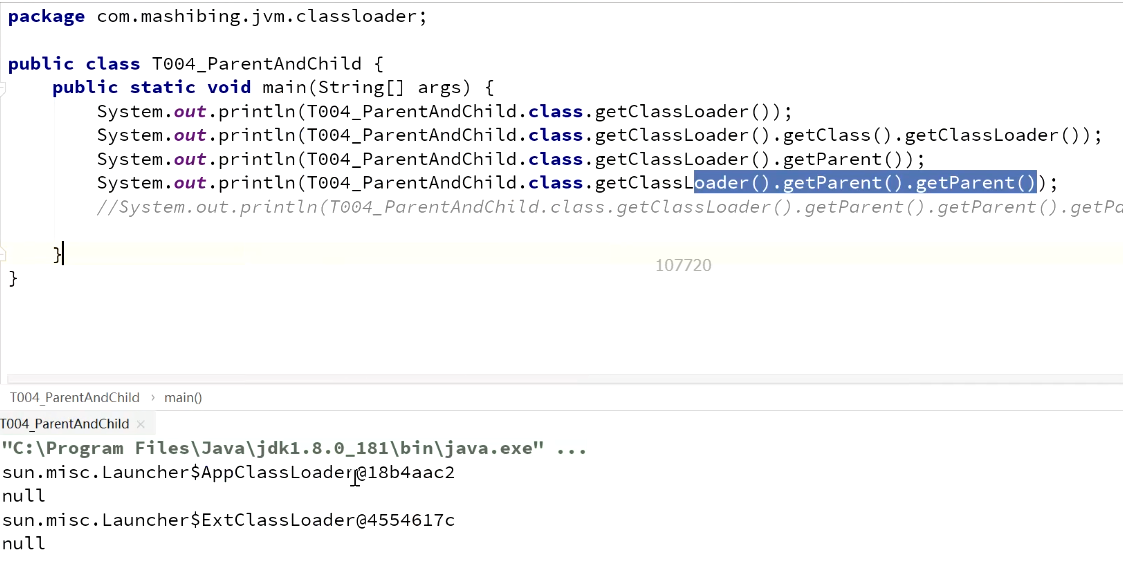 package com.mashibing.jvm.classloader;
public class T004_ParentAndChild {
public static void main(String[] args) {
System.out.println(T004_ParentAndChild.class.getClassLoader());
System.out.println(T004_ParentAndChild.class.getClassLoader().getClass().getClassLoader());
System.out.println(T004_ParentAndChild.class.getClassLoader().getParent());
System.out.println(T004_ParentAndChild.class.getClassLoader().getParent().getParent());
//System.out.println(T004_ParentAndChild.class.getClassLoader().getParent().getParent().getPa
}
107720
}
T004_ParentAndChild › main()
T004_ParentAndChild ×
"C:\Program Files\Java\jdk1.8.0_181\bin\java.exe" ...
sun.misc.Launcher$AppClassLoader@18b4aac2
null
sun.misc.Launcher$ExtClassLoader@4554617c
null